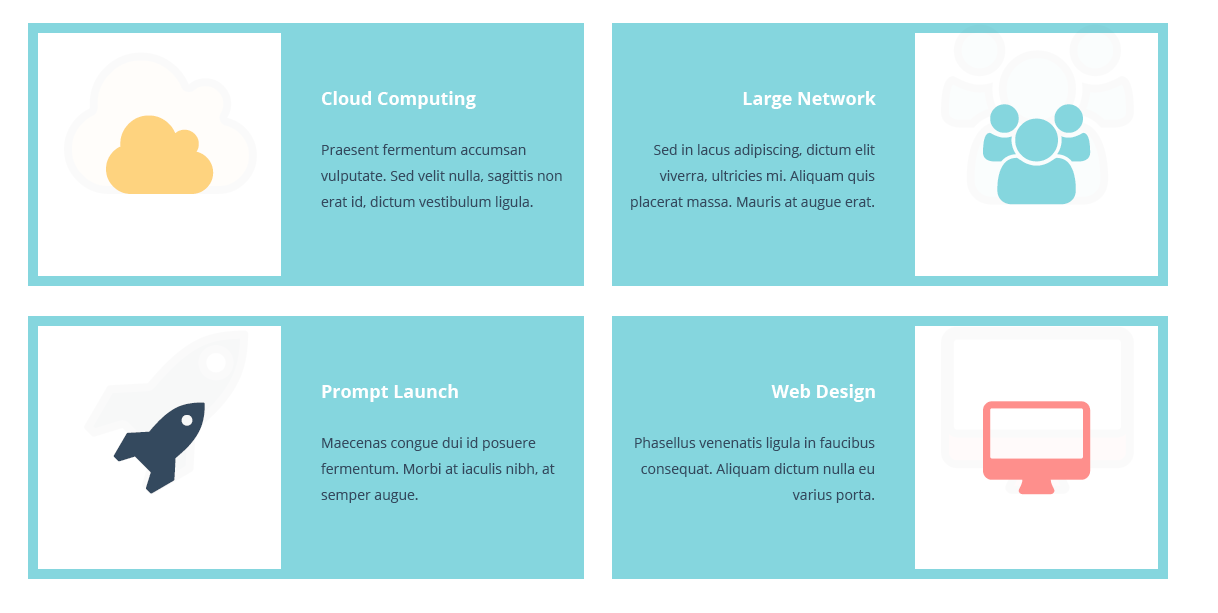 Cloud Computing
Praesent fermentum accumsan
vulputate. Sed velit nulla, sagittis non
erat id, dictum vestibulum ligula.
Large Network
Sed in lacus adipiscing, dictum elit
viverra, ultricies mi. Aliquam quis
placerat massa. Mauris at augue erat.
Prompt Launch
Maecenas congue dui id posuere
fermentum. Morbi at iaculis nibh, at
semper augue.
Web Design
Phasellus venenatis ligula in faucibus
consequat. Aliquam dictum nulla eu
varius porta.